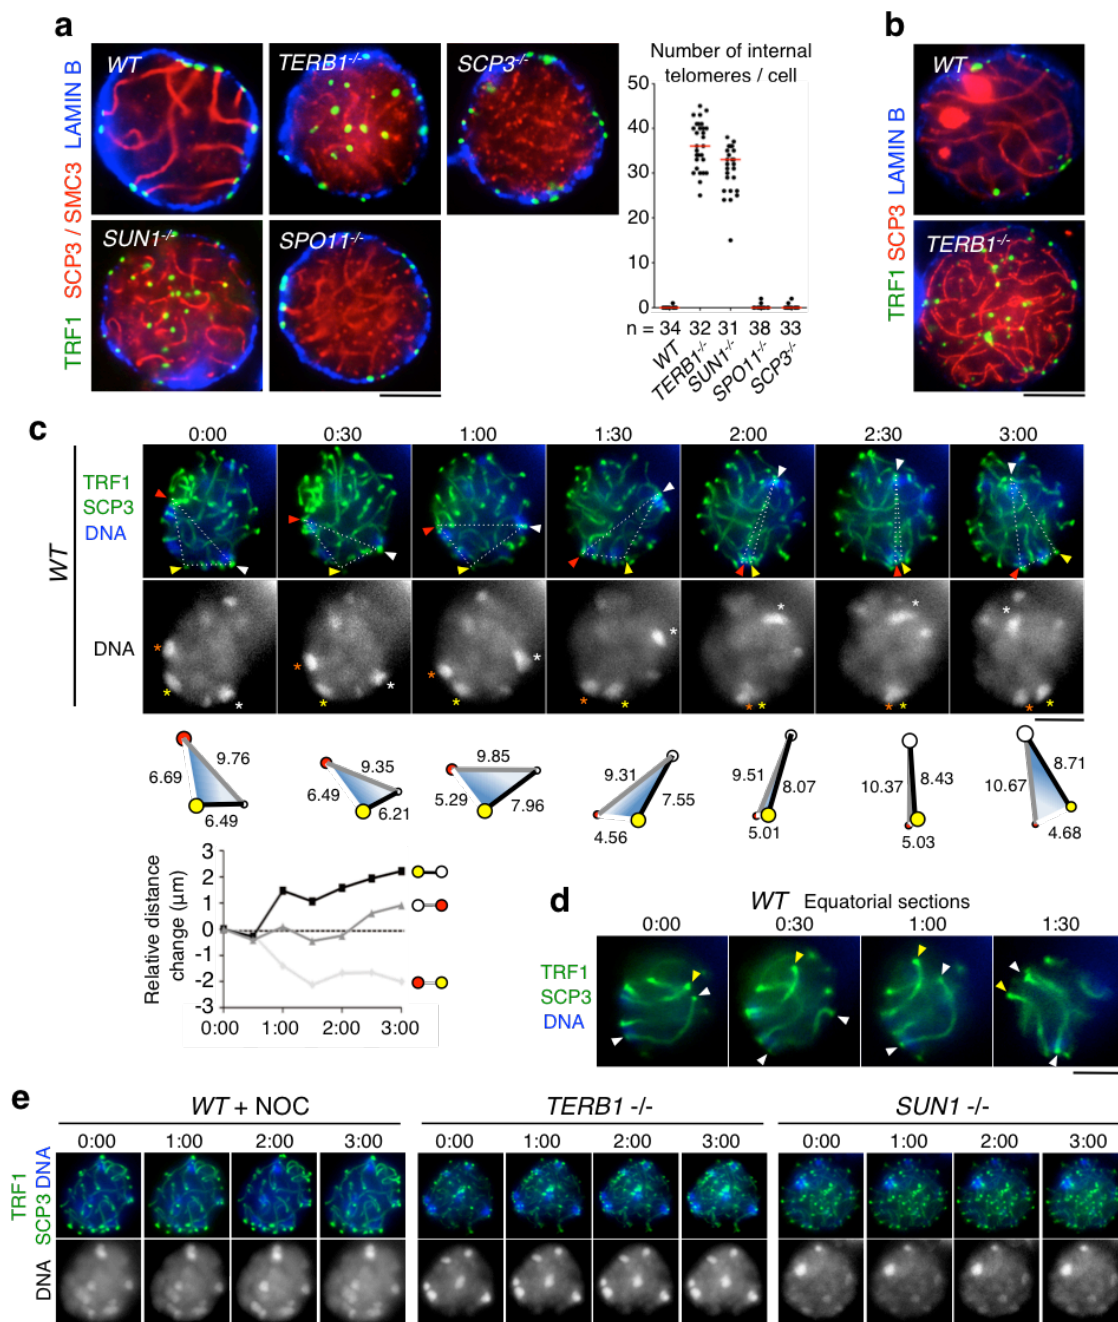 a
TRF1 SCP3 / SMC3 LAMIN B
WT
TERB1-/-
SCP3-/-
SUN1-/-
SPO11-/-
Number of internal
telomeres / cell
50
40
30
20
10
0
n = 34 32 31 38 33
WT
TERB1-/-
SUN1-/-
SPO11-/-
SCP3-/-
b
TRF1 SCP3 LAMIN B
WT
TERB1-/-
c
0:00 0:30 1:00 1:30 2:00 2:30 3:00
WT
TRF1
SCP3
DNA
* * * * * * *
DNA
* * * * * * *
* * * * * * *
9.76
6.69
6.49
9.35
6.49
6.21
9.85
5.29
7.96
9.31
7.55
4.56
9.51
8.07
5.01
10.37
8.43
5.03
8.71
10.67
4.68
Relative distance
change (µm)
3
2
1
0
-1
-2
-3
0:00 1:00 2:00 3:00
d
WT Equatorial sections
0:00 0:30 1:00 1:30
TRF1
SCP3
DNA
e
WT + NOC
0:00 1:00 2:00 3:00
TERB1 -/-
0:00 1:00 2:00 3:00
SUN1 -/-
0:00 1:00 2:00 3:00
TRF1
SCP3 DNA
DNA